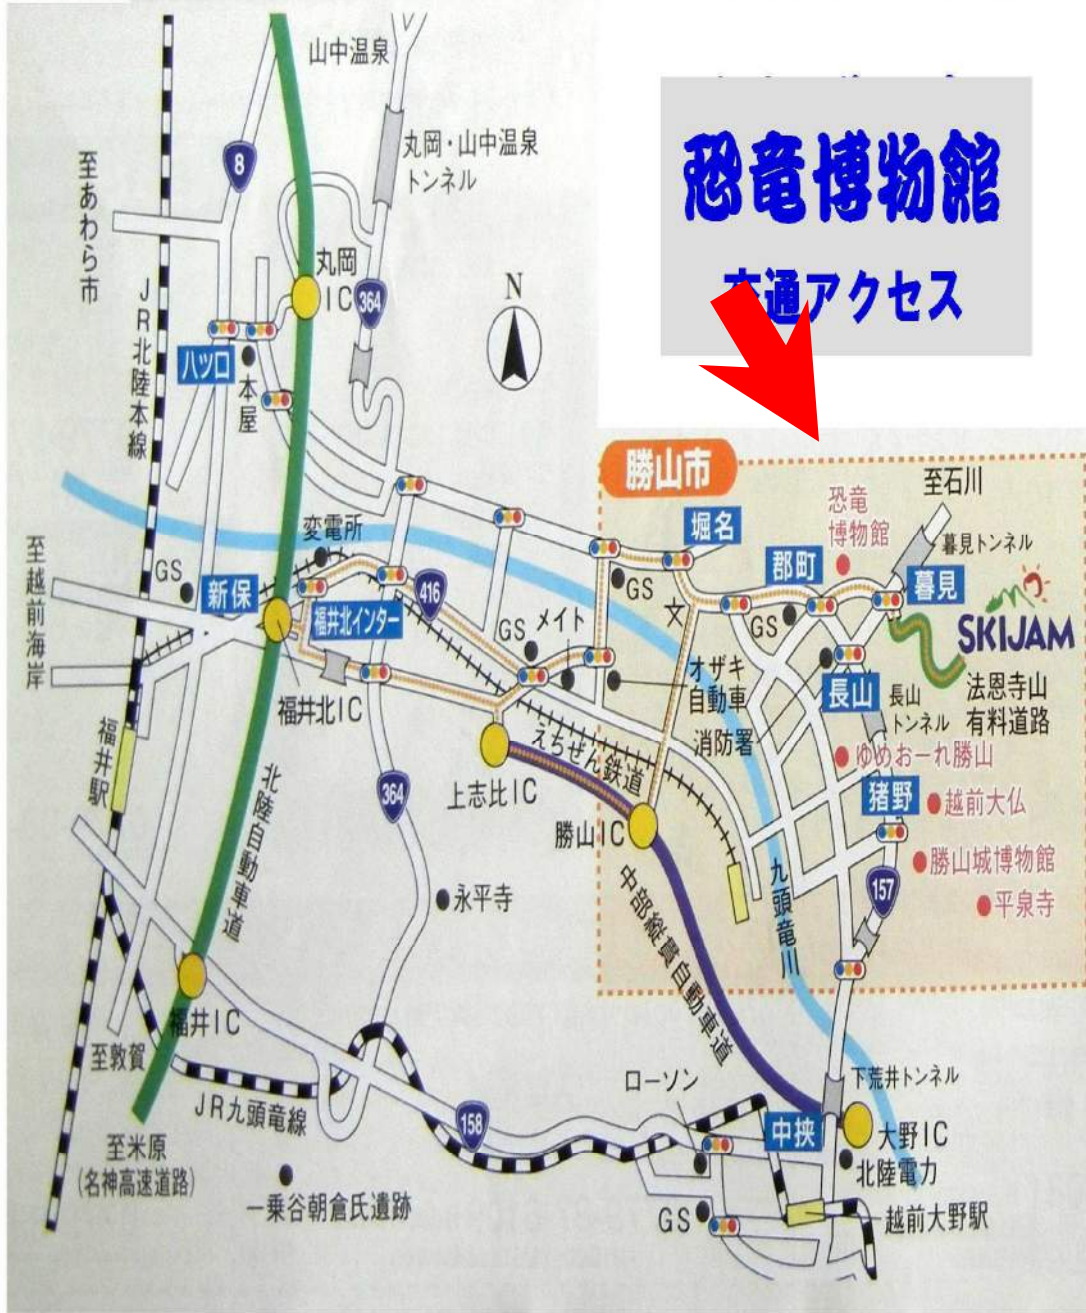 山中温泉
丸岡・山中温泉
トンネル
恐竜博物館
交通アクセス
8
至あわら市
JR北陸本線
丸岡
IC
364
N
八ツ口
本屋
勝山市
至石川
恐竜
博物館
堀名
暮見トンネル
変電所
至越前海岸
GS
新保
416
GS
郡町
暮見
福井北インター
GS
メイト
文
GS
SKIJAM
オザキ
自動車
長山
長山
トンネル
法恩寺山
有料道路
福井北IC
消防署
福井駅
えちぜん鉄道
ゆめおーれ勝山
上志比IC
364
猪野
越前大仏
北陸自動車道
勝山IC
勝山城博物館
九頭竜川
157
永平寺
平泉寺
中部縦貫自動車道
福井IC
至敦賀
ローソン
下荒井トンネル
JR九頭竜線
158
中挟
大野IC
至米原
(名神高速道路)
北陸電力
一乗谷朝倉氏遺跡
GS
越前大野駅